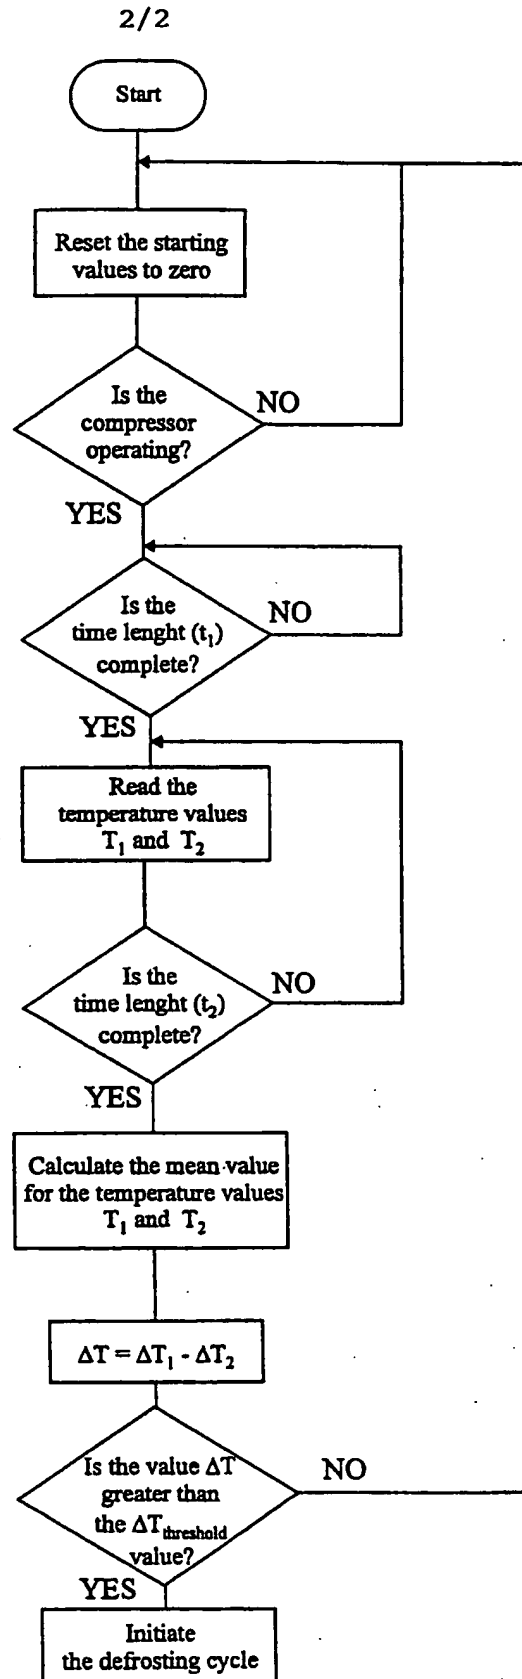 2/2
Start
Reset the starting
values to zero
Is the
compressor
operating?
NO
YES
Is the
time lenght (t₁)
complete?
NO
YES
Read the
temperature values
T₁ and T₂
Is the
time lenght (t₂)
complete?
NO
YES
Calculate the mean value
for the temperature values
T₁ and T₂
ΔT = ΔT₁ - ΔT₂
Is the value ΔT
greater than
the ΔTthreshold
value?
NO
YES
Initiate
the defrosting cycle